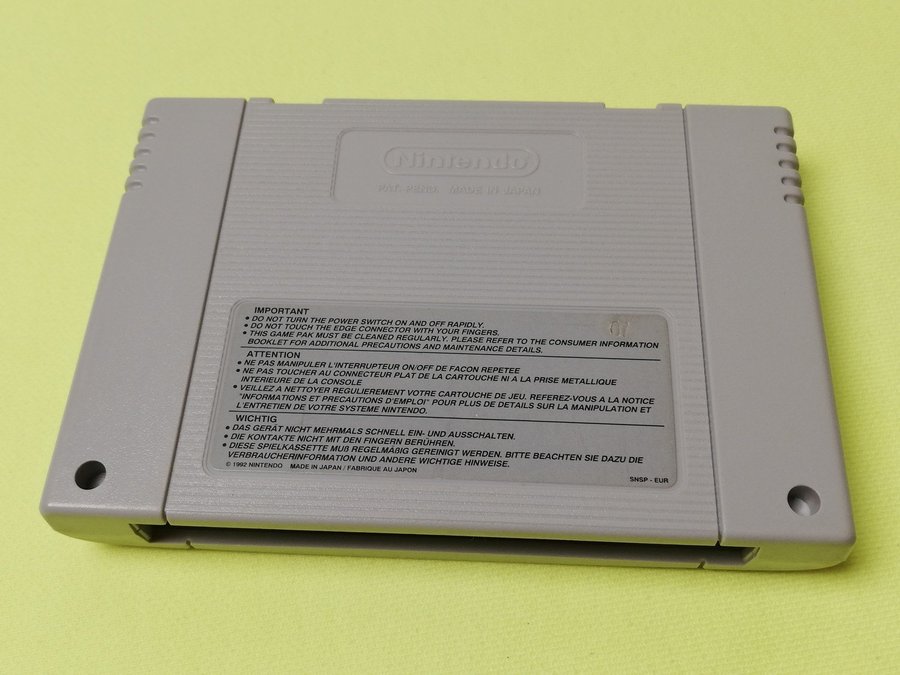 Nintendo
PAT. PEND. MADE IN JAPAN
IMPORTANT
• DO NOT TURN THE POWER SWITCH ON AND OFF RAPIDLY.
• DO NOT TOUCH THE EDGE CONNECTOR WITH YOUR FINGERS.
• THIS GAME PAK MUST BE CLEANED REGULARLY. PLEASE REFER TO THE CONSUMER INFORMATION
BOOKLET FOR ADDITIONAL PRECAUTIONS AND MAINTENANCE DETAILS.
ATTENTION
• NE PAS MANIPULER L'INTERRUPTEUR ON/OFF DE FACON REPETEE
• NE PAS TOUCHER AU CONNECTEUR PLAT DE LA CARTOUCHE NI A LA PRISE METALLIQUE
INTERIEURE DE LA CONSOLE
• VEILLEZ A NETTOYER REGULIEREMENT VOTRE CARTOUCHE DE JEU. REFEREZ-VOUS A LA NOTICE
"INFORMATIONS ET PRECAUTIONS D'EMPLOI" POUR PLUS DE DETAILS SUR LA MANIPULATION ET
L'ENTRETIEN DE VOTRE SYSTEME NINTENDO.
WICHTIG
• DAS GERÄT NICHT MEHRMALS SCHNELL EIN- UND AUSSCHALTEN.
• DIE KONTAKTE NICHT MIT DEN FINGERN BERÜHREN.
• DIESE SPIELKASSETTE MUß REGELMÄßIG GEREINIGT WERDEN. BITTE BEACHTEN SIE DAZU DIE
VERBRAUCHERINFORMATION UND ANDERE WICHTIGE HINWEISE.
© 1992 NINTENDO MADE IN JAPAN / FABRIQUE AU JAPON
SNSP - EUR